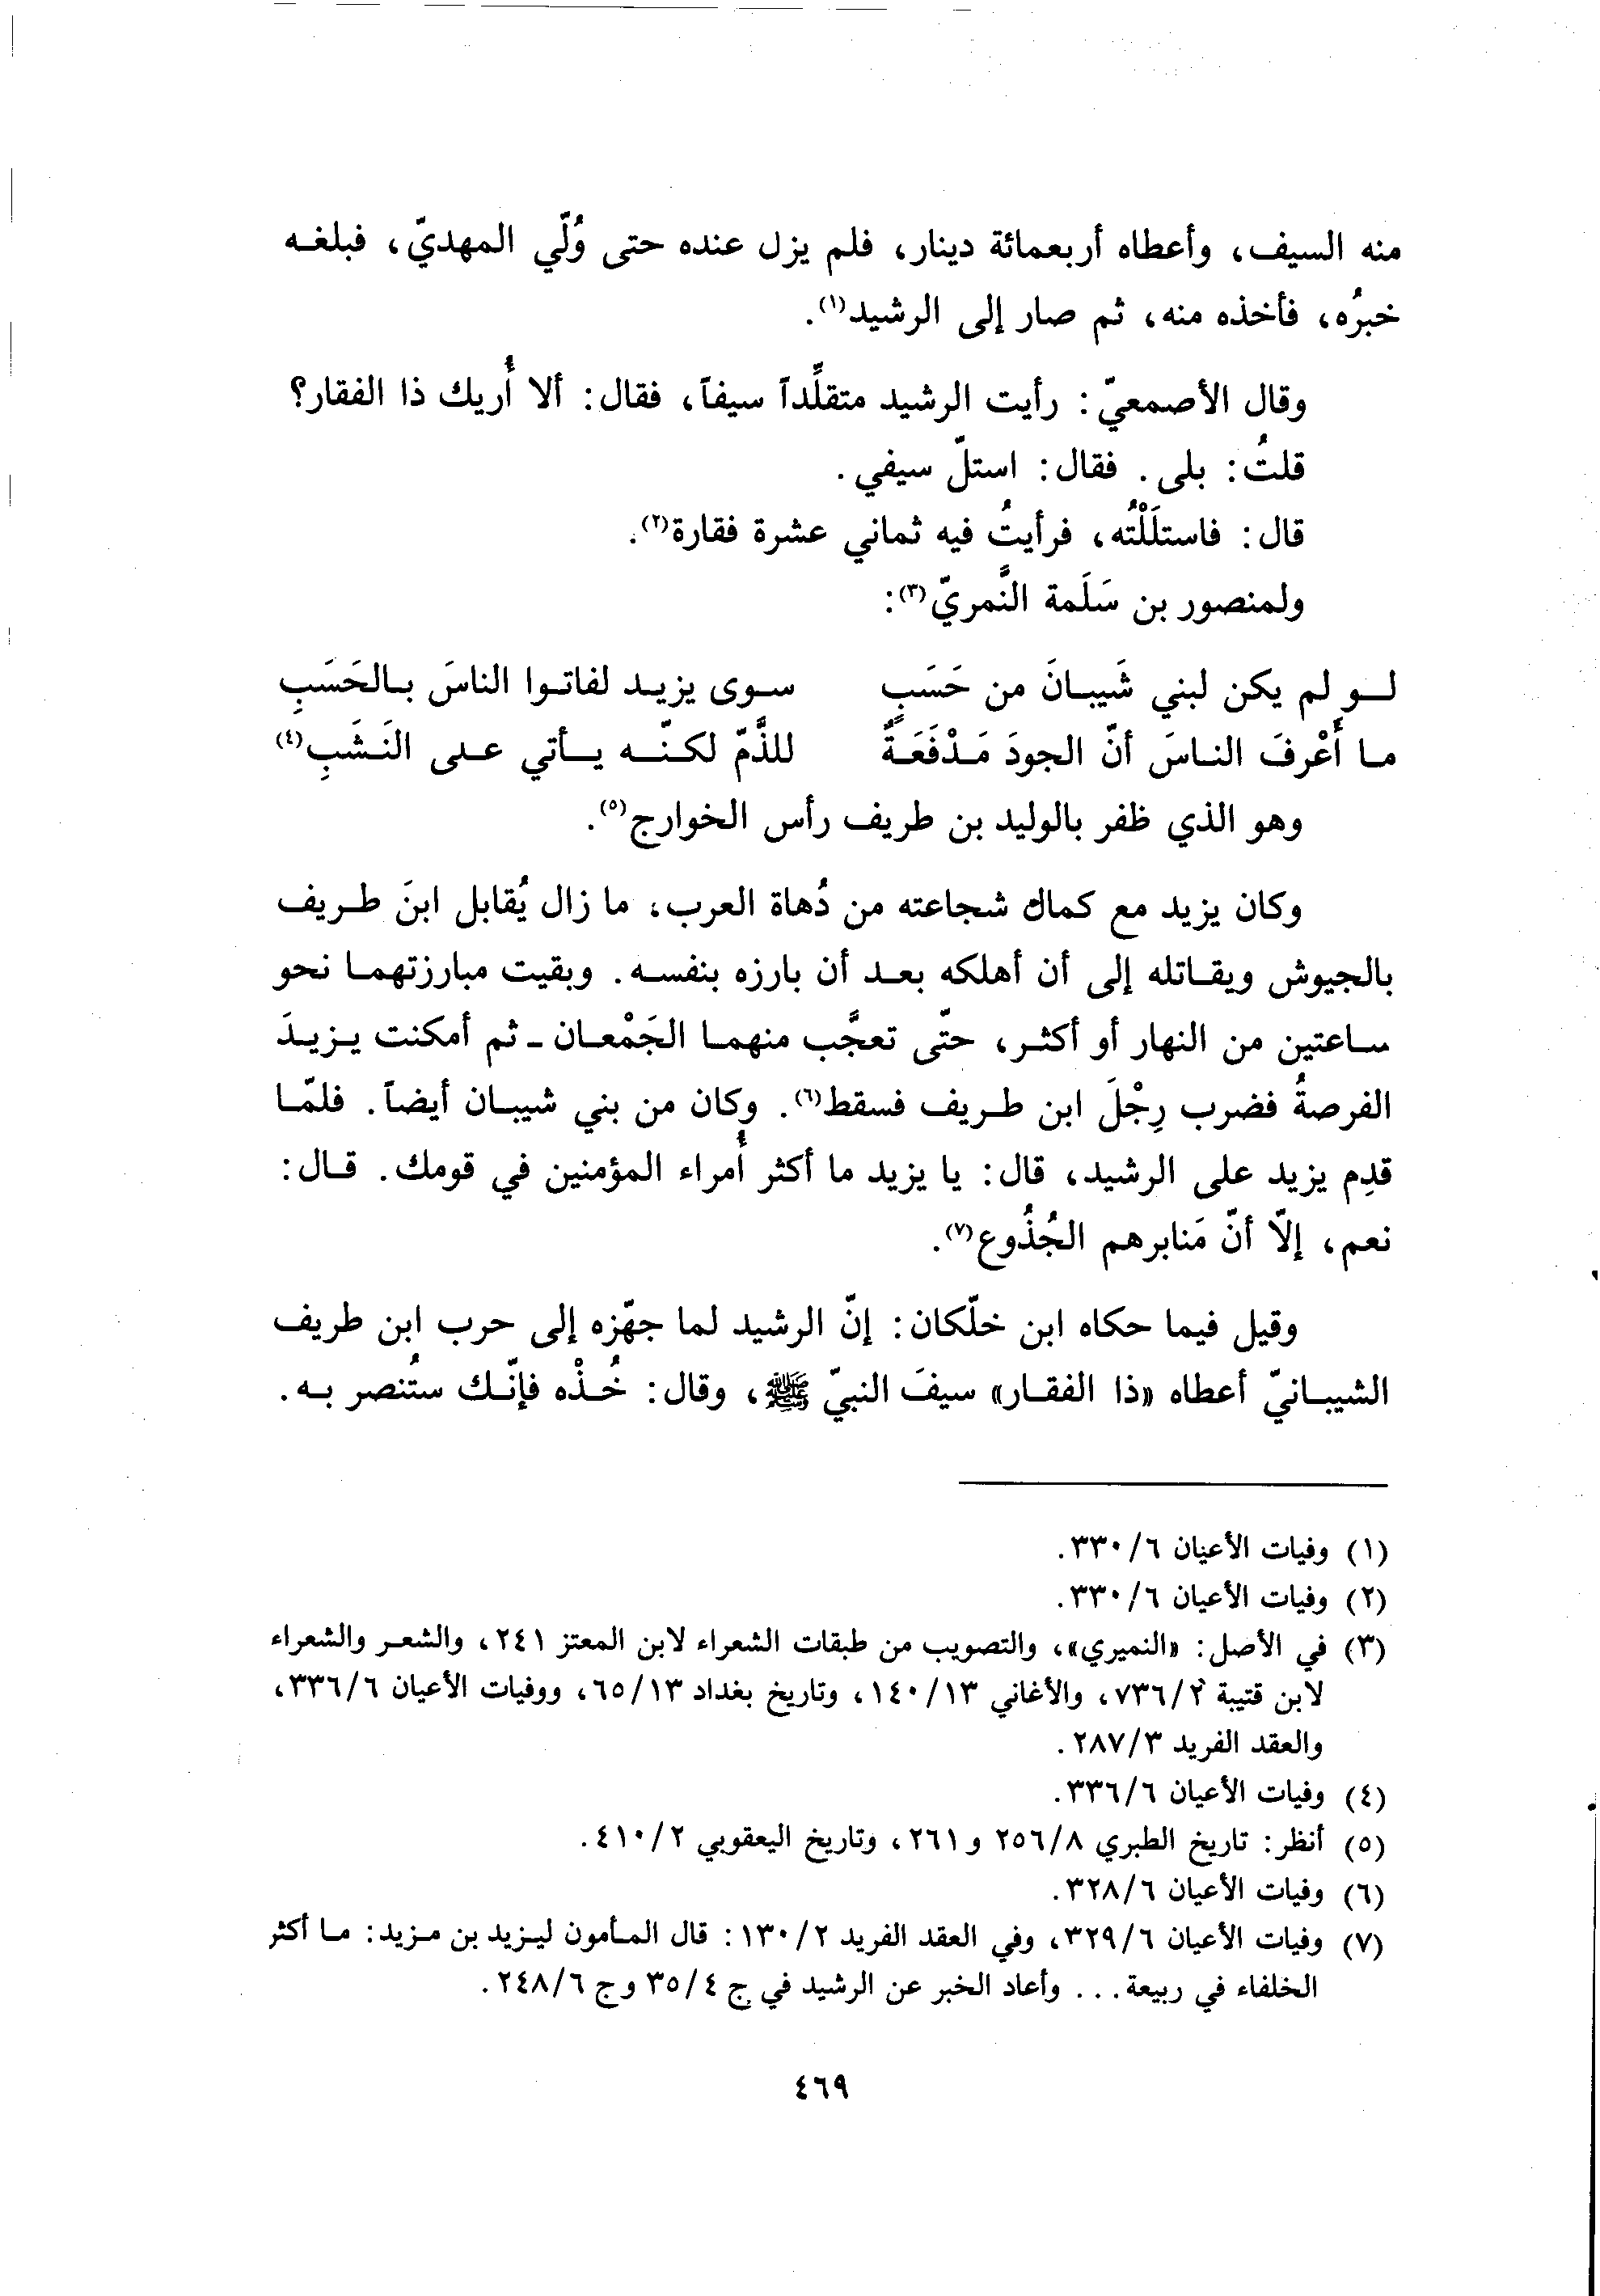 منه السيف، وأعطاه أربعمائة دينار، فلم يزل عنده حتى وُلّي المهديّ، فبلغه
خبرُه، فأخذه منه، ثم صار إلى الرشيد(١).
وقال الأصمعيّ: رأيت الرشيد متقلِّداً سيفاً، فقال: ألا أُريك ذا الفقار؟
قلتُ: بلى. فقال: استلّ سيفي.
قال: فاستلَلْتُه، فرأيتُ فيه ثماني عشرة فقارة(٢).
ولمنصور بن سَلَمة النَّمريّ(٣):
لو لم يكن لبني شَيبانَ من حَسَبٍ سوى يزيد لفاتوا الناسَ بالحَسَبِ
ما أَعْرفَ الناسَ أنّ الجودَ مَدْفَعَةٌ للذَّمّ لكنّه يأتي على النَشَبِ(٤)
وهو الذي ظفر بالوليد بن طريف رأس الخوارج(٥).
وكان يزيد مع كمال شجاعته من دُهاة العرب، ما زال يُقابل ابنَ طريف
بالجيوش ويقاتله إلى أن أهلكه بعد أن بارزه بنفسه. وبقيت مبارزتهما نحو
ساعتين من النهار أو أكثر، حتّى تعجَّب منهما الجَمْعان ـ ثم أمكنت يزيدَ
الفرصةُ فضرب رِجْلَ ابن طريف فسقط(٦). وكان من بني شيبان أيضاً. فلمّا
قدِم يزيد على الرشيد، قال: يا يزيد ما أكثر أُمراء المؤمنين في قومك. قال:
نعم، إلّا أنّ مَنابرهم الجُذُوع(٧).
وقيل فيما حكاه ابن خلّكان: إنّ الرشيد لما جهّزه إلى حرب ابن طريف
الشيبانيّ أعطاه «ذا الفقار» سيفَ النبيّ ﷺ، وقال: خُذْه فإنّك ستُنصر به.
(١) وفيات الأعيان ٦/٣٣٠.
(٢) وفيات الأعيان ٦/٣٣٠.
(٣) في الأصل: «النميري»، والتصويب من طبقات الشعراء لابن المعتز ٢٤١، والشعر والشعراء
لابن قتيبة ٢/٧٣٦، والأغاني ١٣/١٤٠، وتاريخ بغداد ١٣/٦٥، ووفيات الأعيان ٦/٣٣٦،
والعقد الفريد ٣/٢٨٧.
(٤) وفيات الأعيان ٦/٣٣٦.
(٥) أنظر: تاريخ الطبري ٨/٢٥٦ و٢٦١، وتاريخ اليعقوبي ٢/٤١٠.
(٦) وفيات الأعيان ٦/٣٢٨.
(٧) وفيات الأعيان ٦/٣٢٩، وفي العقد الفريد ٢/١٣٠: قال المأمون ليزيد بن مزيد: ما أكثر
الخلفاء في ربيعة... وأعاد الخبر عن الرشيد في ج ٤/٣٥ وج ٦/٢٤٨.
٤٦٩